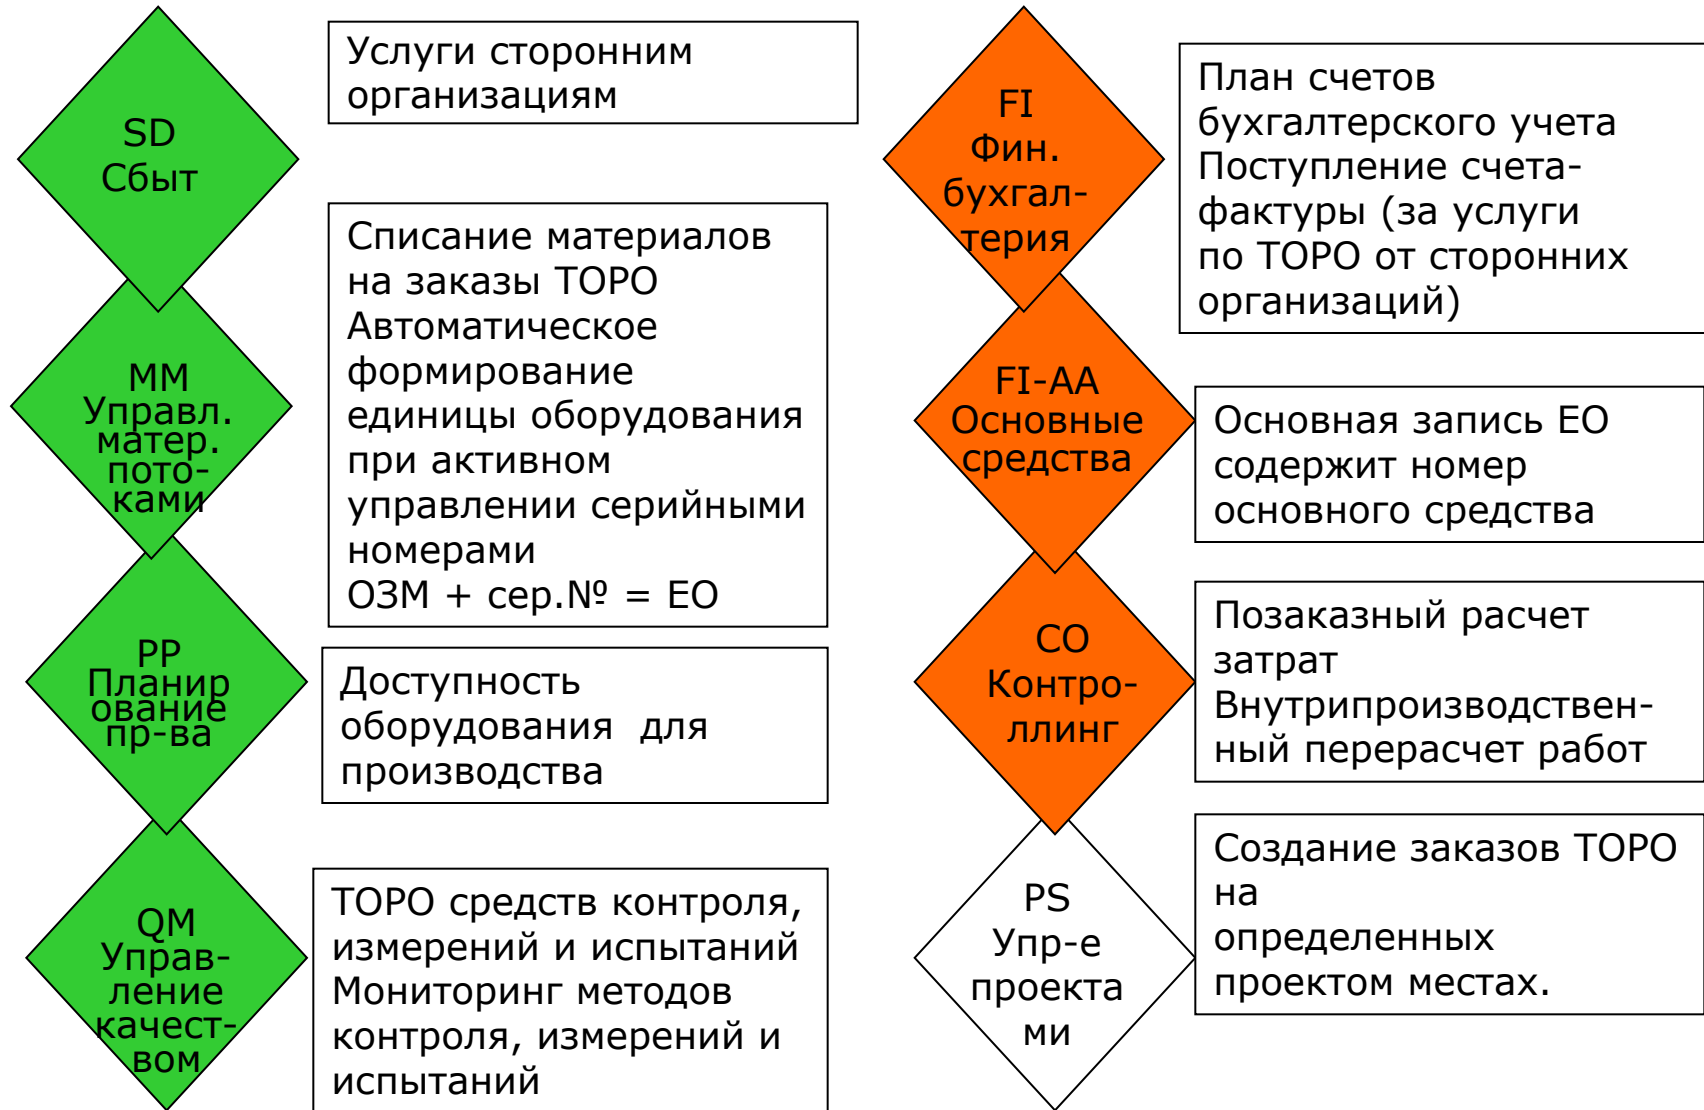 SD
Сбыт
Услуги сторонним
организациям
MM
Управл.
матер.
пото-
ками
Списание материалов
на заказы ТОРО
Автоматическое
формирование
единицы оборудования
при активном
управлении серийными
номерами
ОЗМ + сер.№ = ЕО
PP
Планир
ование
пр-ва
Доступность
оборудования для
производства
QM
Управ-
ление
качест-
вом
ТОРО средств контроля,
измерений и испытаний
Мониторинг методов
контроля, измерений и
испытаний
FI
Фин.
бухгал-
терия
План счетов
бухгалтерского учета
Поступление счета-
фактуры (за услуги
по ТОРО от сторонних
организаций)
FI-AA
Основные
средства
Основная запись ЕО
содержит номер
основного средства
CO
Контро-
ллинг
Позаказный расчет
затрат
Внутрипроизводствен-
ный перерасчет работ
PS
Упр-е
проекта
ми
Создание заказов ТОРО
на
определенных
проектом местах.